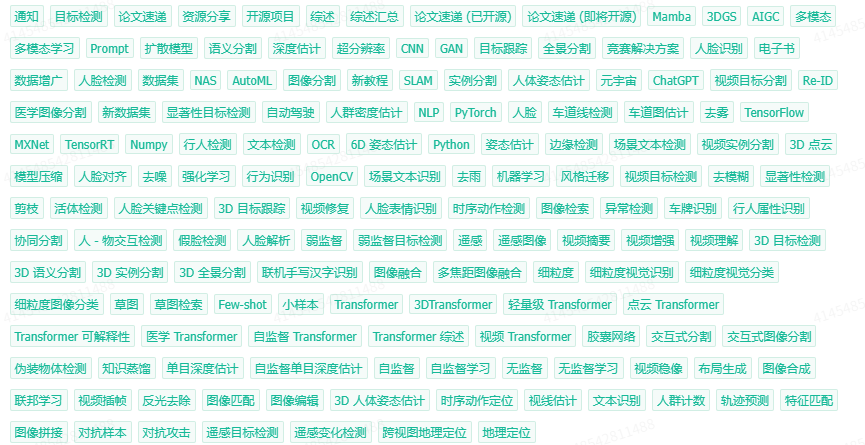 通知 目标检测 论文速递 资源分享 开源项目 综述 综述汇总 论文速递 (已开源) 论文速递 (即将开源) Mamba 3DGS AIGC 多模态
多模态学习 Prompt 扩散模型 语义分割 深度估计 超分辨率 CNN GAN 目标跟踪 全景分割 竞赛解决方案 人脸识别 电子书
数据增广 人脸检测 数据集 NAS AutoML 图像分割 新教程 SLAM 实例分割 人体姿态估计 元宇宙 ChatGPT 视频目标分割 Re-ID
医学图像分割 新数据集 显著性目标检测 自动驾驶 人群密度估计 NLP PyTorch 人脸 车道线检测 车道图估计 去雾 TensorFlow
MXNet TensorRT Numpy 行人检测 文本检测 OCR 6D 姿态估计 Python 姿态估计 边缘检测 场景文本检测 视频实例分割 3D 点云
模型压缩 人脸对齐 去噪 强化学习 行为识别 OpenCV 场景文本识别 去雨 机器学习 风格迁移 视频目标检测 去模糊 显著性检测
剪枝 活体检测 人脸关键点检测 3D 目标跟踪 视频修复 人脸表情识别 时序动作检测 图像检索 异常检测 车牌识别 行人属性识别
协同分割 人 - 物交互检测 假脸检测 人脸解析 弱监督 弱监督目标检测 遥感 遥感图像 视频摘要 视频增强 视频理解 3D 目标检测
3D 语义分割 3D 实例分割 3D 全景分割 联机手写汉字识别 图像融合 多焦距图像融合 细粒度 细粒度视觉识别 细粒度视觉分类
细粒度图像分类 草图 草图检索 Few-shot 小样本 Transformer 3DTransformer 轻量级 Transformer 点云 Transformer
Transformer 可解释性 医学 Transformer 自监督 Transformer Transformer 综述 视频 Transformer 胶囊网络 交互式分割 交互式图像分割
伪装物体检测 知识蒸馏 单目深度估计 自监督单目深度估计 自监督 自监督学习 无监督 无监督学习 视频稳像 布局生成 图像合成
联邦学习 视频插帧 反光去除 图像匹配 图像编辑 3D 人体姿态估计 时序动作定位 视线估计 文本识别 人群计数 轨迹预测 特征匹配
图像拼接 对抗样本 对抗攻击 遥感目标检测 遥感变化检测 跨视图地理定位 地理定位